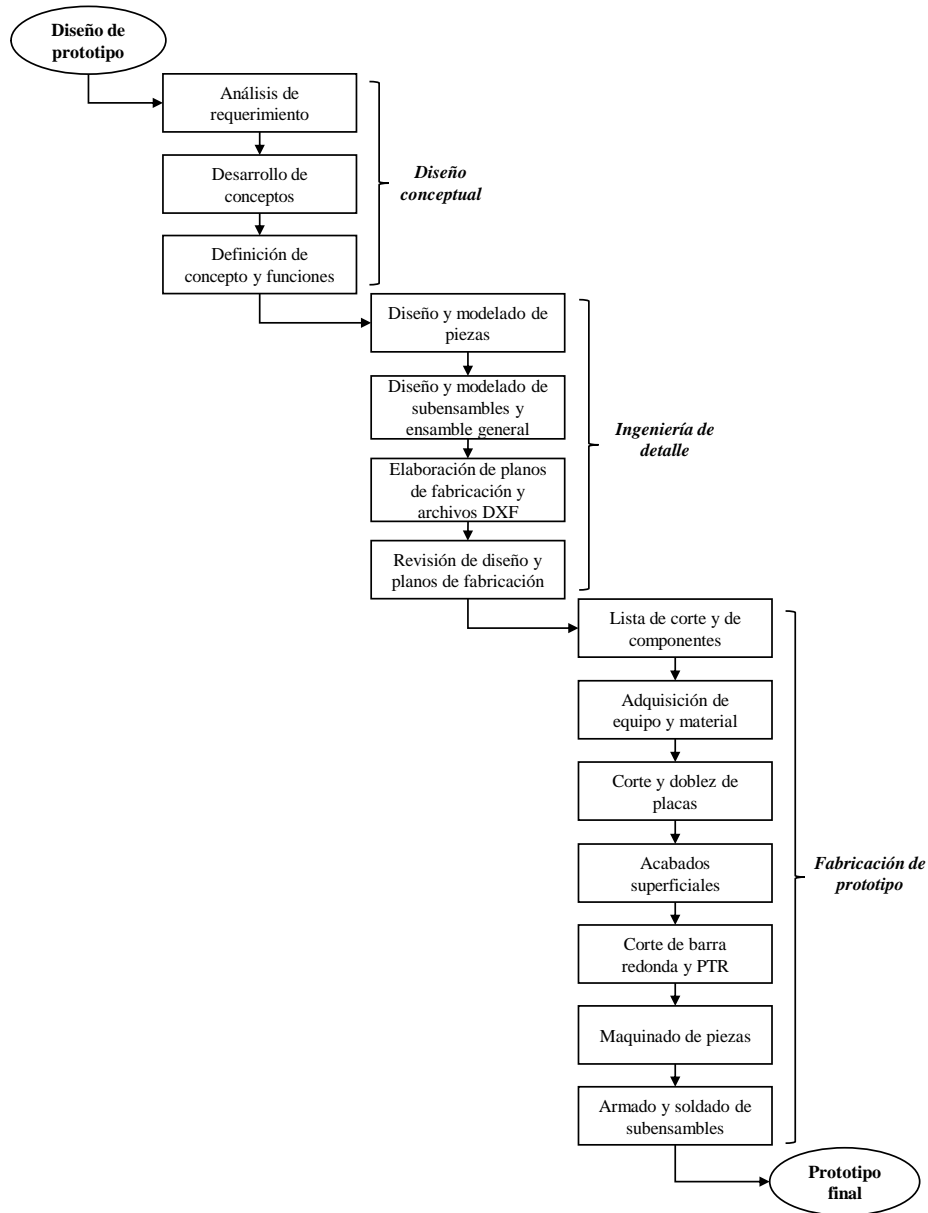 Diseño de
prototipo
Análisis de
requerimiento
Desarrollo de
conceptos
Diseño
conceptual
Definición de
concepto y funciones
Diseño y modelado de
piezas
Diseño y modelado de
subensambles y
ensamble general
Ingeniería de
detalle
Elaboración de planos
de fabricación y
archivos DXF
Revisión de diseño y
planos de fabricación
Lista de corte y de
componentes
Adquisición de
equipo y material
Corte y doblez de
placas
Acabados
superficiales
Fabricación de
prototipo
Corte de barra
redonda y PTR
Maquinado de piezas
Armado y soldado de
subensambles
Prototipo
final